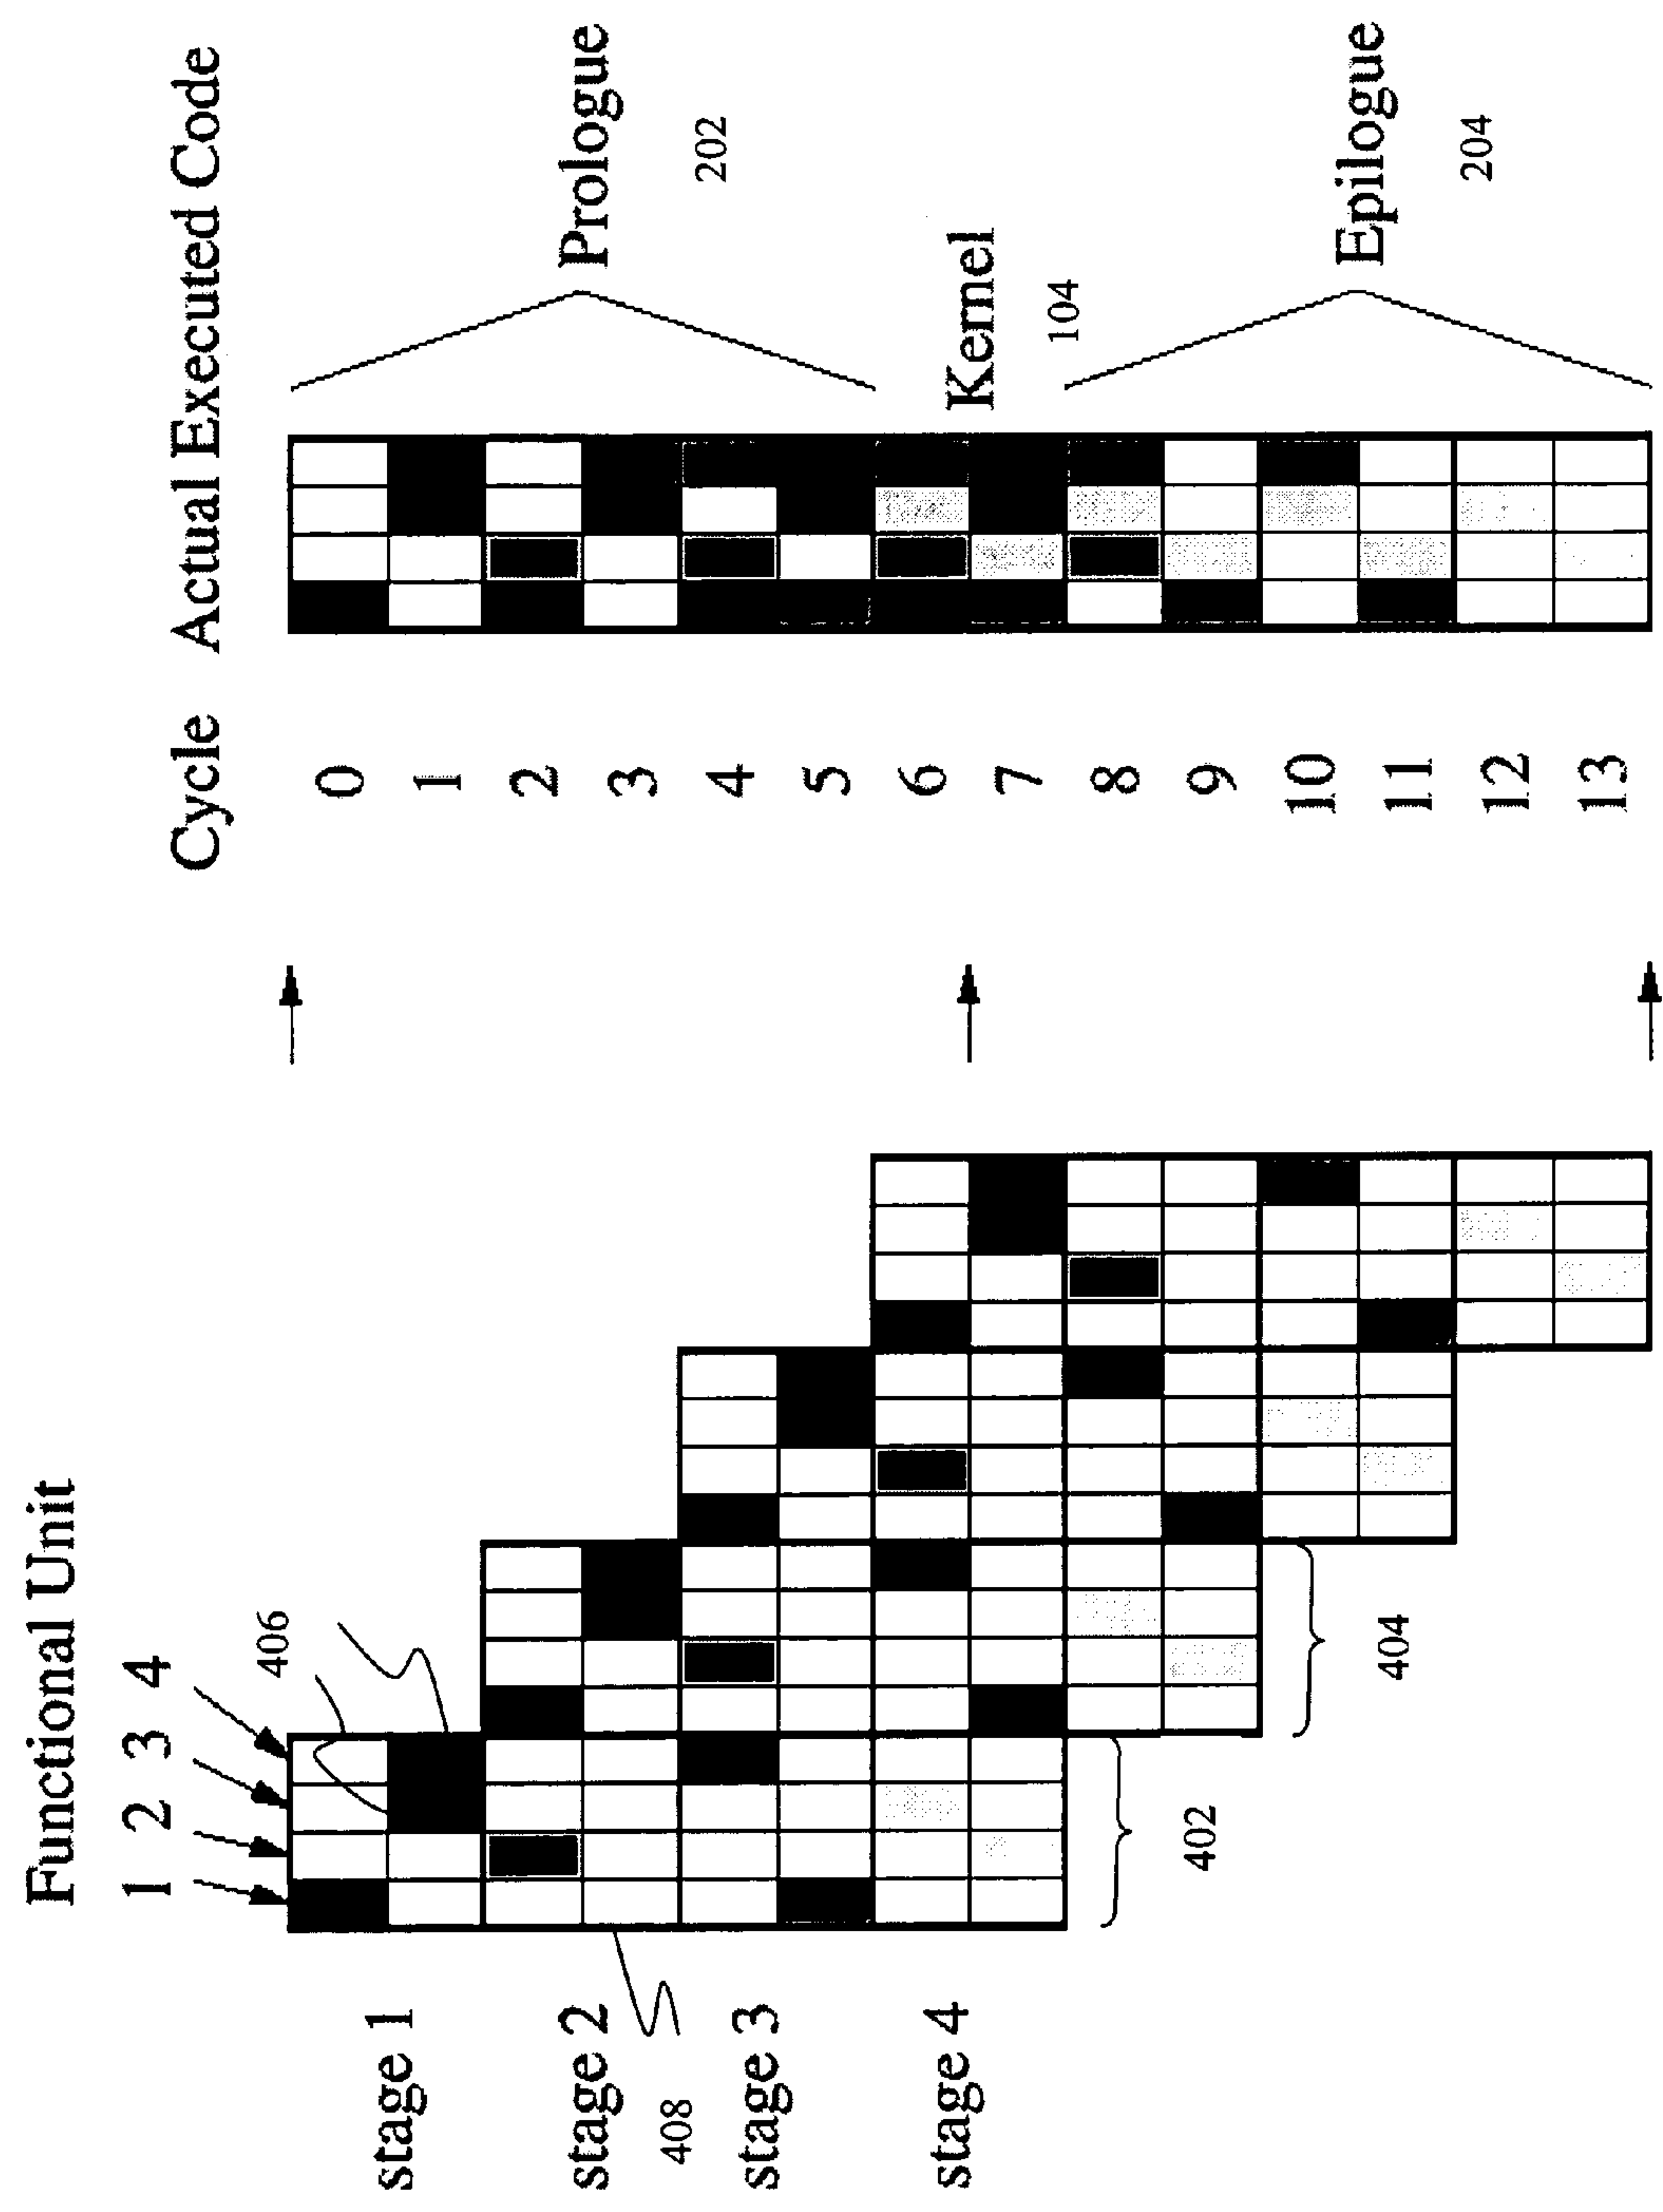 Functional Unit
1 2 3 4
406
stage 1
stage 2
408
stage 3
stage 4
402
404
Cycle Actual Executed Code
0
1
2
3
4
5
6
7
8
9
10
11
12
13
Prologue
202
Kernel
104
Epilogue
204